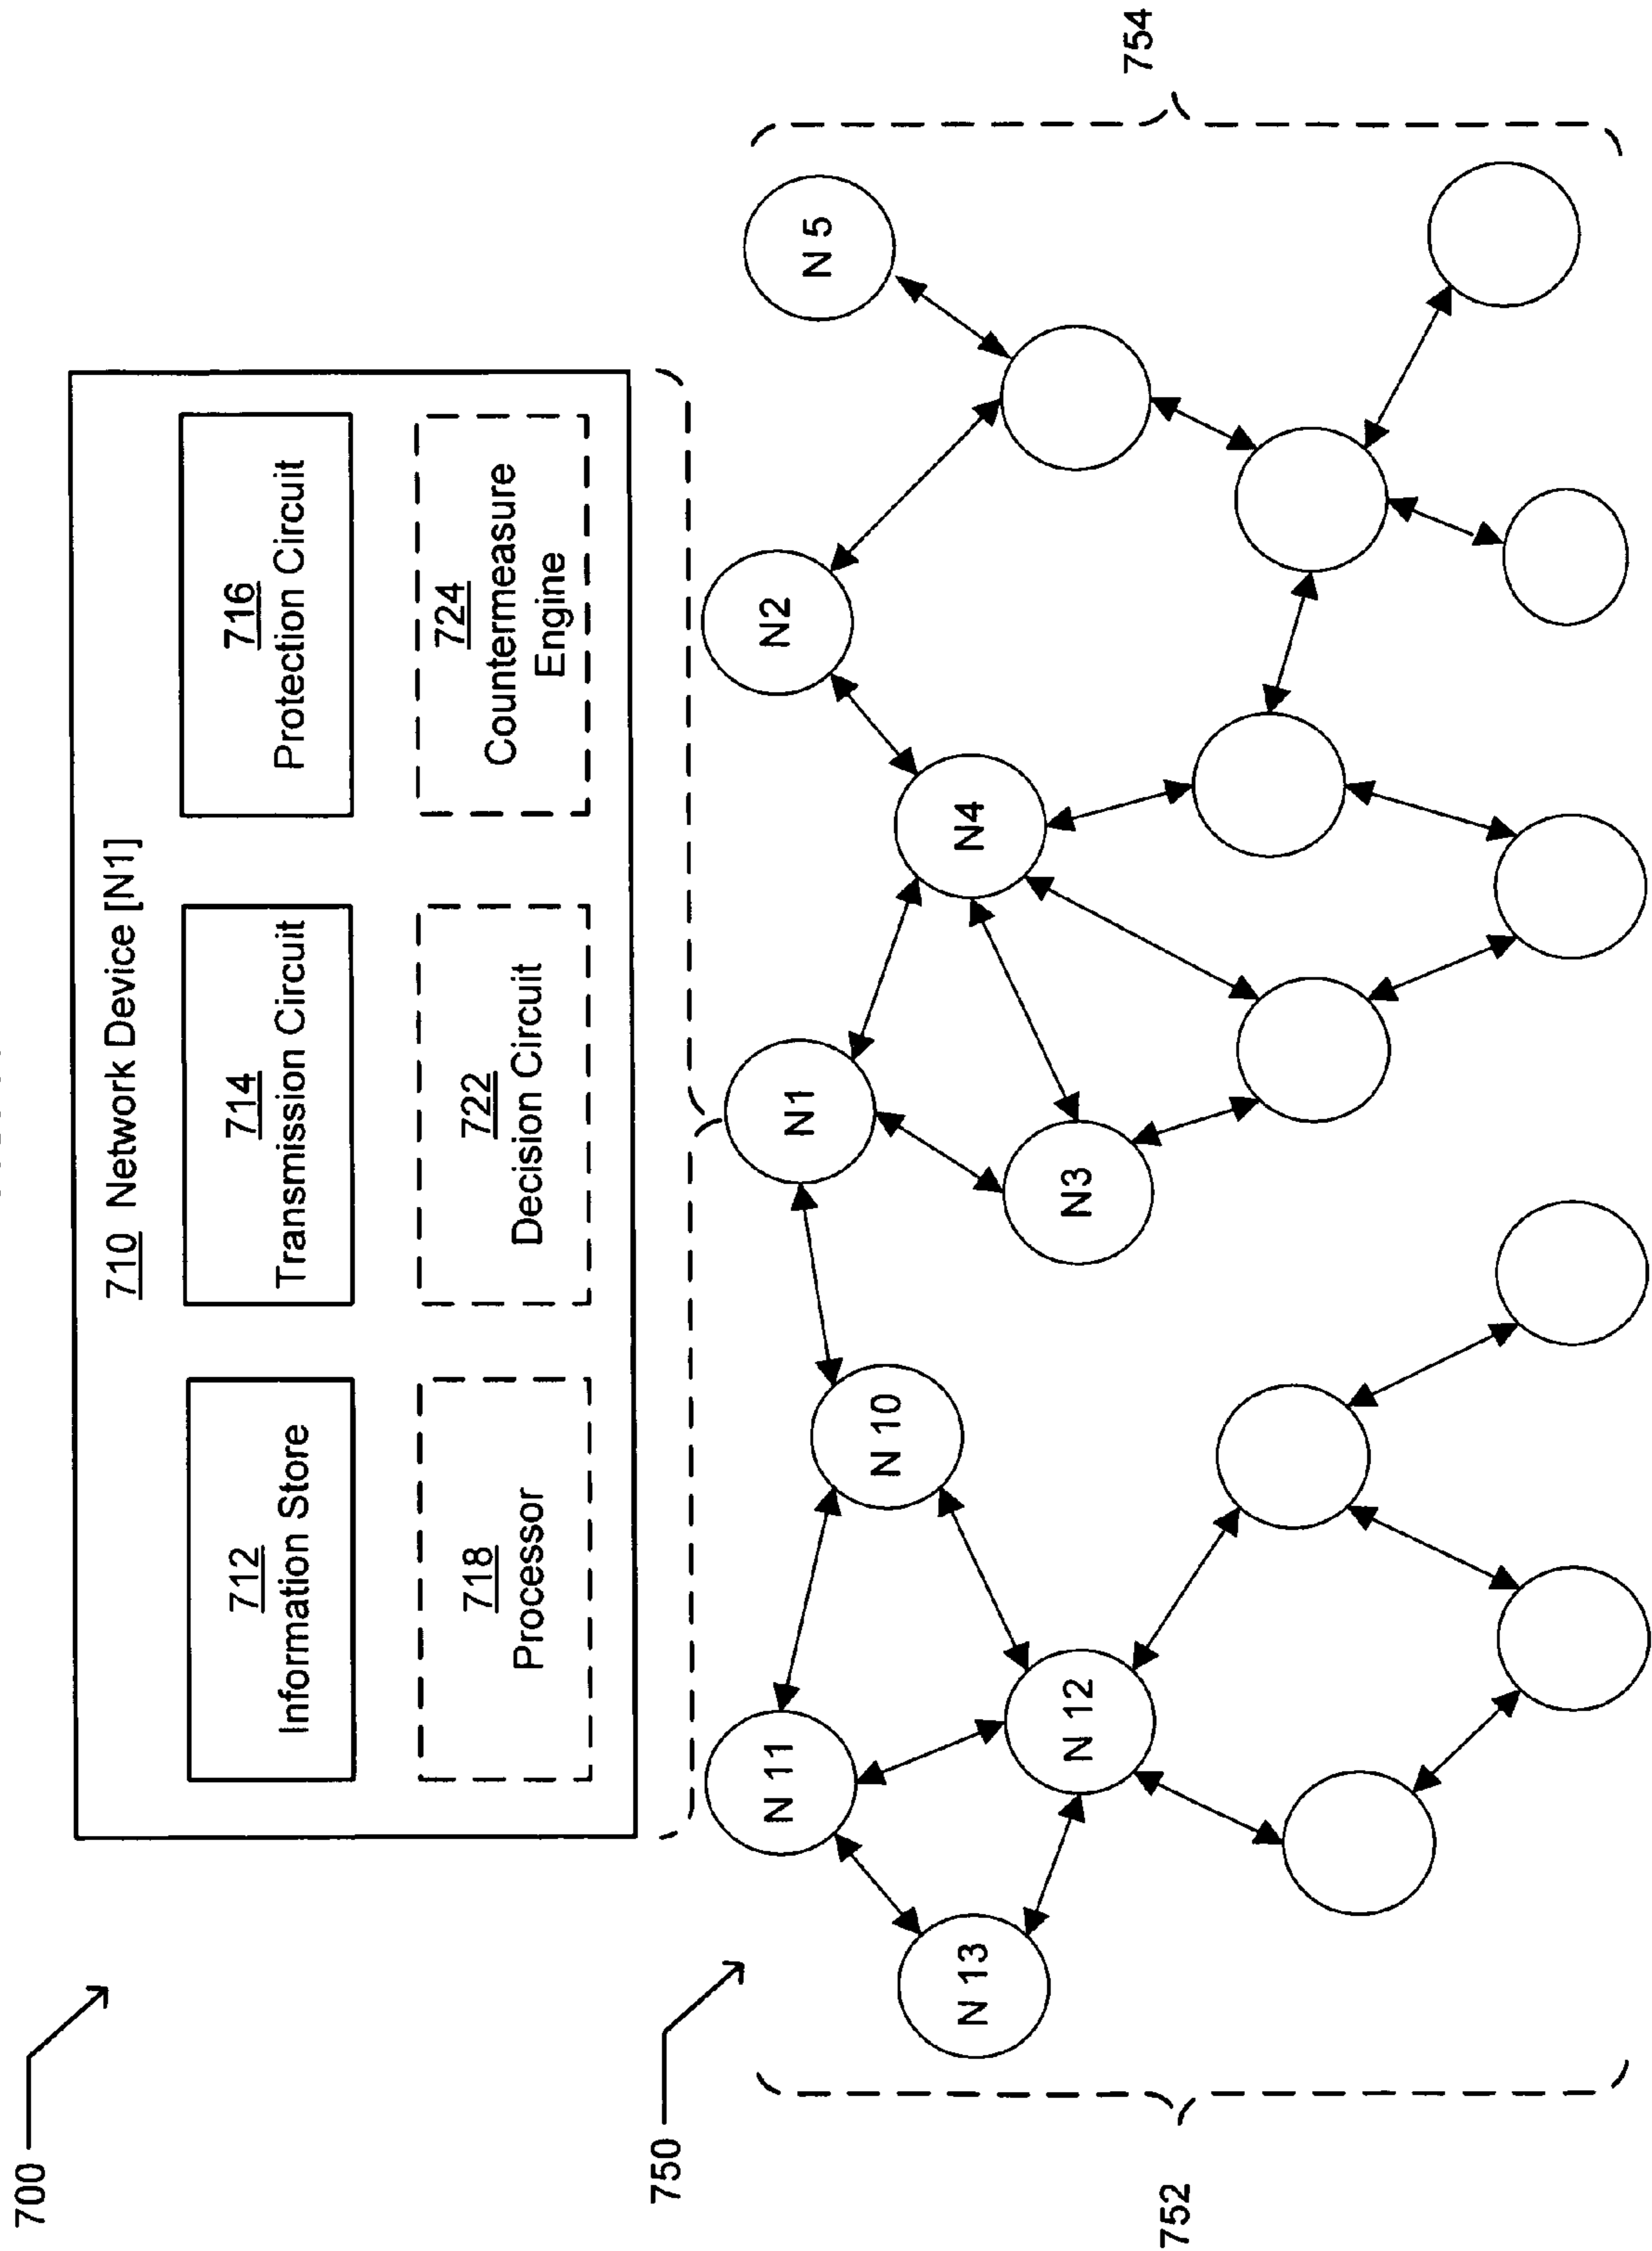 700
710 Network Device [N1]
712
Information Store
714
Transmission Circuit
716
Protection Circuit
718
Processor
722
Decision Circuit
724
Countermeasure
Engine
750
N 11
N 10
N1
N2
N 5
N 13
N 12
N3
N4
752
754